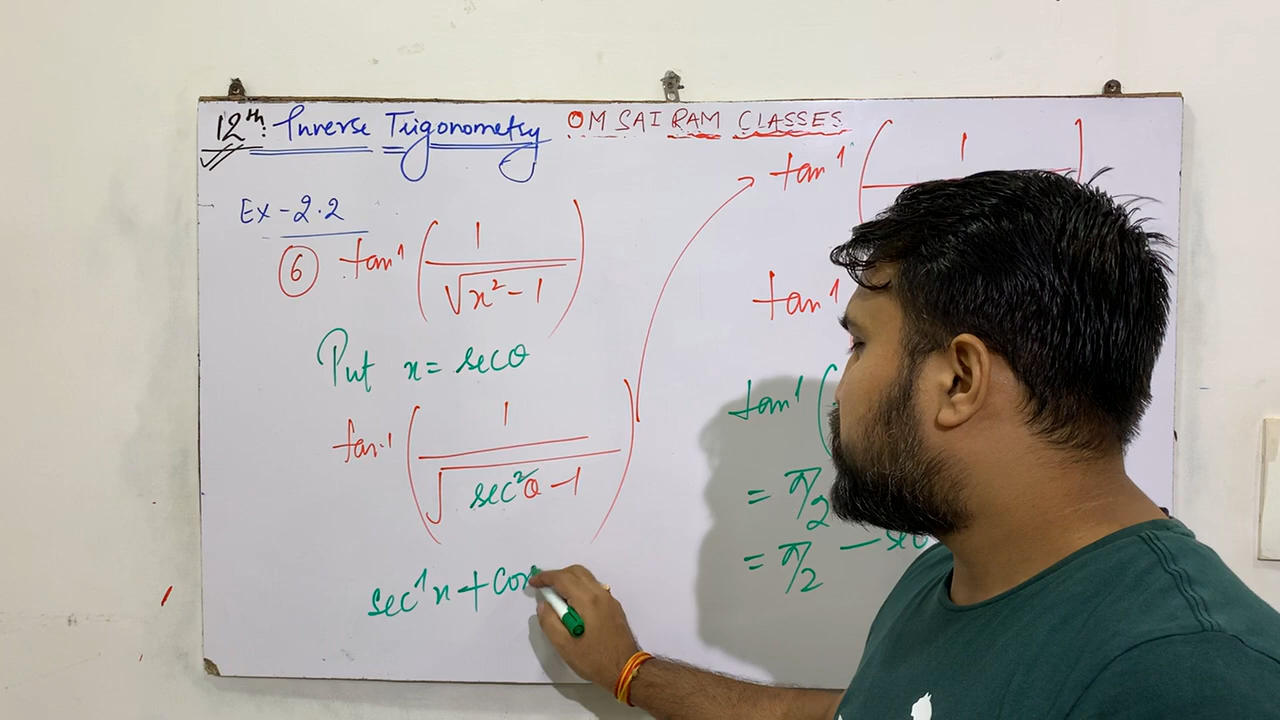 12th: Inverse Trigonometry
OM SAI RAM CLASSES
Ex-2.2
6 tan⁻¹ (1/√x²-1)
Put x = secθ
tan-1 (1/√sec²θ-1)
sec⁻¹x + Cos
tan⁻¹ (1
tan⁻¹
tan⁻¹ (
= π/2
= π/2 - sec